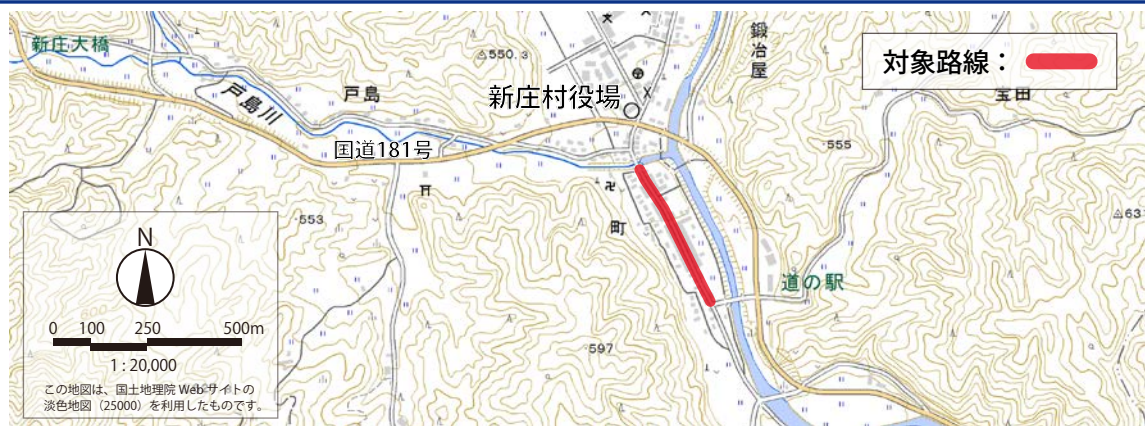 新庄大橋
戸島川
戸島
国道181号
550.3
新庄村役場
鍛冶屋
対象路線：
宝田
555
553
町
597
道の駅
63
N
0 100 250 500m
1 : 20,000
この地図は、国土地理院 Web サイトの
淡色地図（25000）を利用したものです。